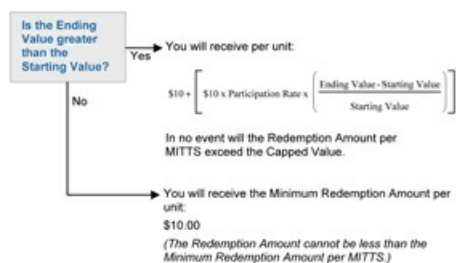 Is the Ending
Value greater
than the
Starting Value?
Yes
You will receive per unit:
$10 + [ $10 x Participation Rate x ( Ending Value - Starting Value
Starting Value ) ]
No
In no event will the Redemption Amount per
MITTS exceed the Capped Value.
You will receive the Minimum Redemption Amount per
unit:
$10.00
(The Redemption Amount cannot be less than the
Minimum Redemption Amount per MITTS.)